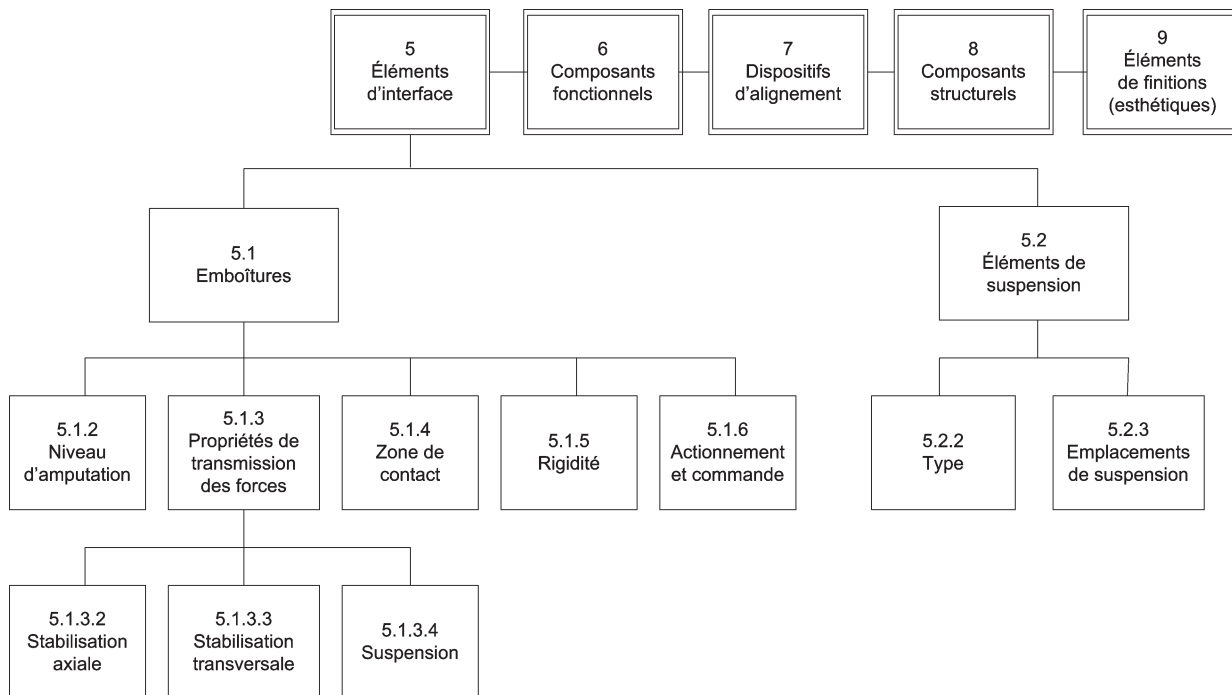 5
Éléments
d’interface
6
Composants
fonctionnels
7
Dispositifs
d’alignement
8
Composants
structurels
9
Éléments
de finitions
(esthétiques)
5.1
Emboîtures
5.2
Éléments de
suspension
5.1.2
Niveau
d’amputation
5.1.3
Propriétés de
transmission
des forces
5.1.4
Zone de
contact
5.1.5
Rigidité
5.1.6
Actionnement
et commande
5.2.2
Type
5.2.3
Emplacements
de suspension
5.1.3.2
Stabilisation
axiale
5.1.3.3
Stabilisation
transversale
5.1.3.4
Suspension